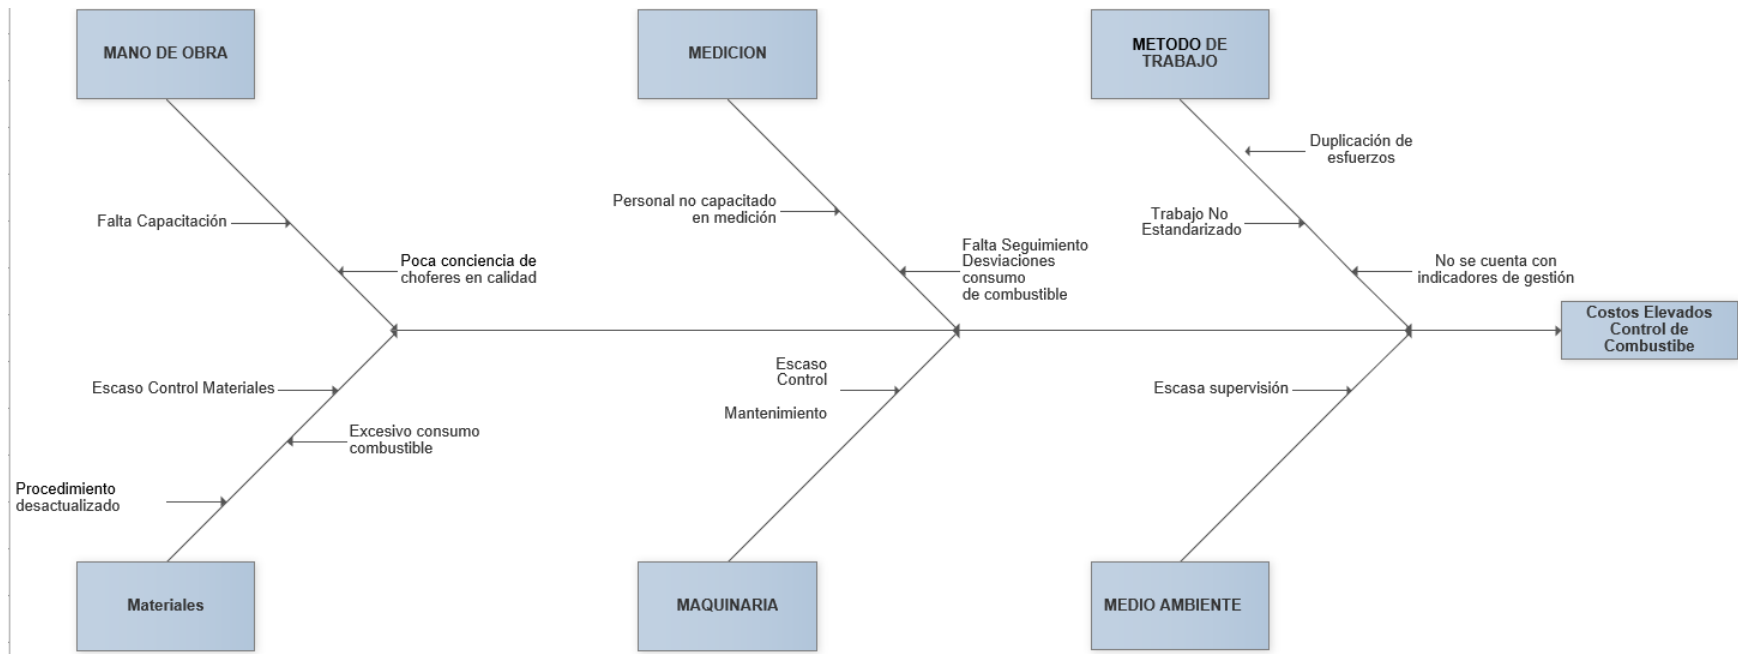 MANO DE OBRA
MEDICION
METODO DE
TRABAJO
Duplicación de
esfuerzos
Personal no capacitado
en medición
Falta Capacitación
Trabajo No
Estandarizado
Poca conciencia de
choferes en calidad
Falta Seguimiento
Desviaciones
consumo
de combustible
No se cuenta con
indicadores de gestión
Costos Elevados
Control de
Combustibe
Escaso Control Materiales
Escaso
Control
Mantenimiento
Escasa supervisión
Excesivo consumo
combustible
Procedimiento
desactualizado
Materiales
MAQUINARIA
MEDIO AMBIENTE